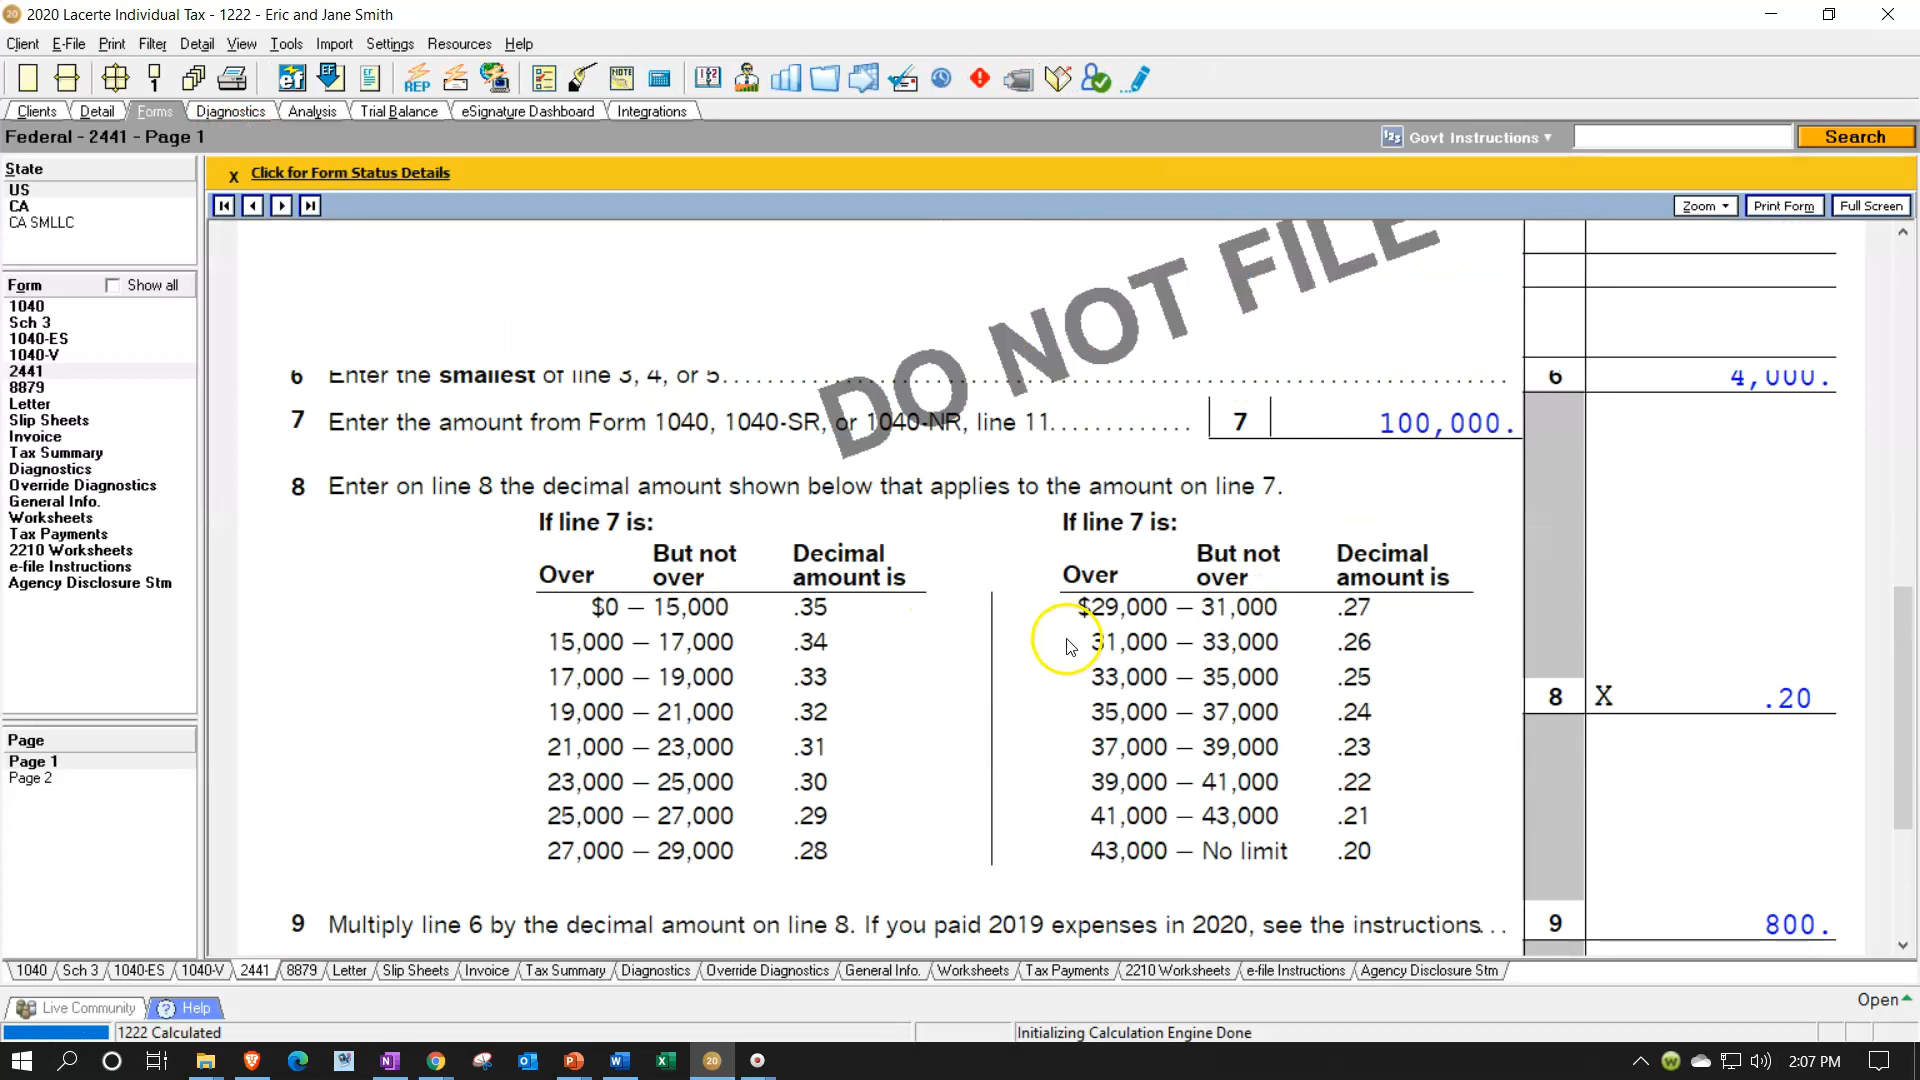 20 2020 Lacerte Individual Tax - 1222 - Eric and Jane Smith
Client E-File Print Filter Detail View Tools Import Settings Resources Help
Clients Detail Forms Diagnostics Analysis Trial Balance eSignature Dashboard Integrations
Federal - 2441 - Page 1
Govt Instructions
Search
State
US
CA
CA SMLLC
x Click for Form Status Details
Zoom Print Form Full Screen
Form Show all
1040
Sch 3
1040-ES
1040-V
2441
8879
Letter
Slip Sheets
Invoice
Tax Summary
Diagnostics
Override Diagnostics
General Info.
Worksheets
Tax Payments
2210 Worksheets
e-file Instructions
Agency Disclosure Stm
Page
Page 1
Page 2
DO NOT FILE
6 Enter the smallest of line 3, 4, or 5 6 4,000.
7 Enter the amount from Form 1040, 1040-SR, or 1040-NR, line 11 7 100,000.
8 Enter on line 8 the decimal amount shown below that applies to the amount on line 7.
If line 7 is: If line 7 is:
Over But not over Decimal amount is Over But not over Decimal amount is
$0 — 15,000 .35 $29,000 — 31,000 .27
15,000 — 17,000 .34 31,000 — 33,000 .26
17,000 — 19,000 .33 33,000 — 35,000 .25
19,000 — 21,000 .32 35,000 — 37,000 .24
21,000 — 23,000 .31 37,000 — 39,000 .23
23,000 — 25,000 .30 39,000 — 41,000 .22
25,000 — 27,000 .29 41,000 — 43,000 .21
27,000 — 29,000 .28 43,000 — No limit .20
8 X .20
9 Multiply line 6 by the decimal amount on line 8. If you paid 2019 expenses in 2020, see the instructions... 9 800.
1040 Sch 3 1040-ES 1040-V 2441 8879 Letter Slip Sheets Invoice Tax Summary Diagnostics Override Diagnostics General Info. Worksheets Tax Payments 2210 Worksheets e-file Instructions Agency Disclosure Stm
Live Community Help
Open
1222 Calculated
Initializing Calculation Engine Done
2:07 PM